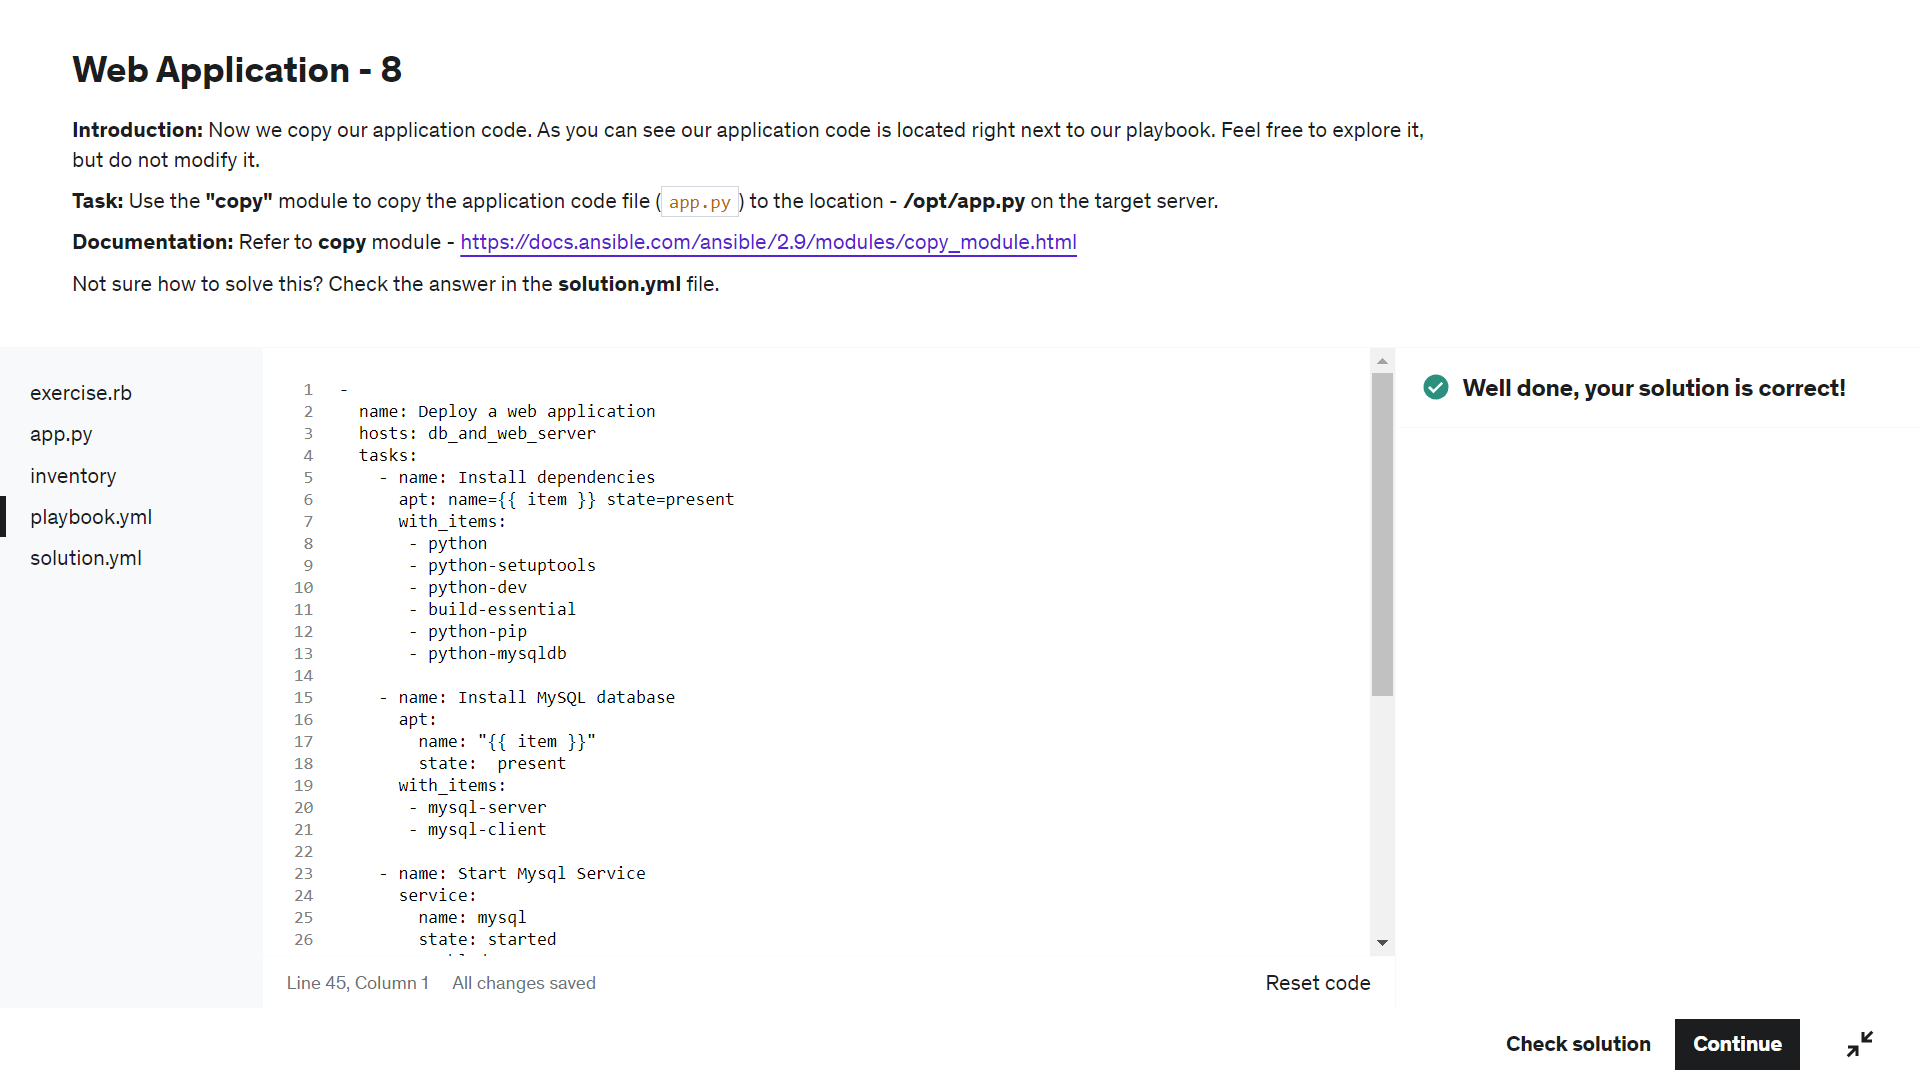 Web Application - 8
Introduction: Now we copy our application code. As you can see our application code is located right next to our playbook. Feel free to explore it,
but do not modify it.
Task: Use the "copy" module to copy the application code file (app.py) to the location - /opt/app.py on the target server.
Documentation: Refer to copy module - https://docs.ansible.com/ansible/2.9/modules/copy_module.html
Not sure how to solve this? Check the answer in the solution.yml file.
exercise.rb
app.py
inventory
playbook.yml
solution.yml
1 -
2   name: Deploy a web application
3   hosts: db_and_web_server
4   tasks:
5     - name: Install dependencies
6       apt: name={{ item }} state=present
7       with_items:
8        - python
9        - python-setuptools
10        - python-dev
11        - build-essential
12        - python-pip
13        - python-mysqldb
14
15     - name: Install MySQL database
16       apt:
17         name: "{{ item }}"
18         state:  present
19       with_items:
20        - mysql-server
21        - mysql-client
22
23     - name: Start Mysql Service
24       service:
25         name: mysql
26         state: started
Line 45, Column 1 All changes saved
Reset code
Well done, your solution is correct!
Check solution
Continue